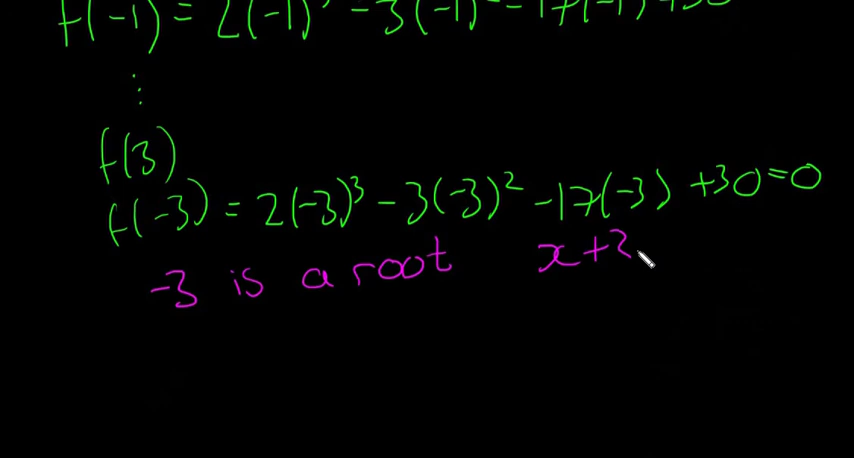 f(-1) = 2(-1)³ - 3(-1)² - 17(-1) + 30
⋮
f(3)
f(-3) = 2(-3)³ - 3(-3)² - 17(-3) + 30 = 0
-3 is a root x+3